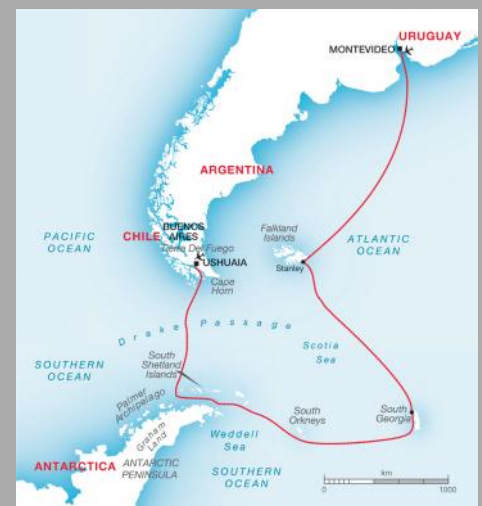 URUGUAY
MONTEVIDEO
ARGENTINA
PACIFIC
OCEAN
CHILE
BUENOS
AIRES
Tierra Del Fuego
USHUAIA
Falkland
Islands
Stanley
ATLANTIC
OCEAN
Cape
Horn
Drake Passage
Scotia
Sea
SOUTHERN
OCEAN
South
Shetland
Islands
Palmer
Archipelago
Graham
Land
South
Orkneys
South
Georgia
Weddell
Sea
ANTARCTICA
ANTARCTIC
PENINSULA
SOUTHERN
OCEAN
km
0
1000